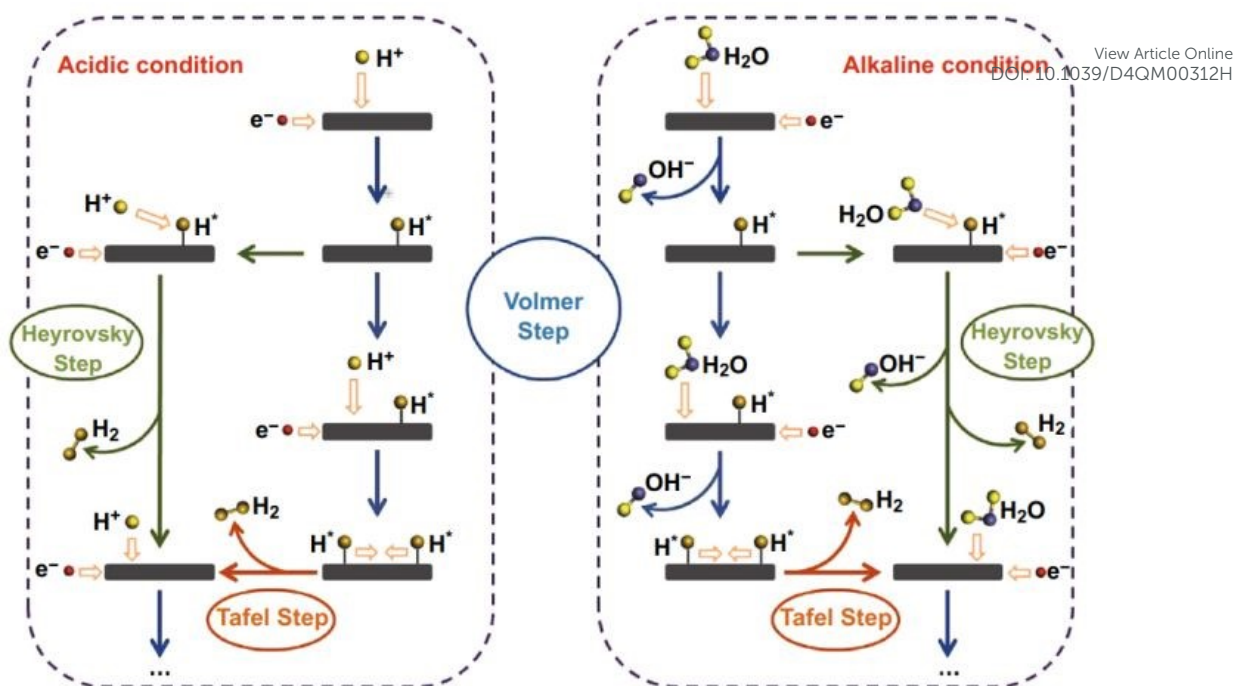 Acidic condition
H⁺
e⁻
H⁺
H*
e⁻
H*
Heyrovsky
Step
H⁺
H*
e⁻
H₂
H₂
H⁺
H*
H*
e⁻
Tafel Step
...
Volmer
Step
View Article Online
DOI: 10.1039/D4QM00312H
Alkaline condition
H₂O
e⁻
OH⁻
H*
H₂O
H*
e⁻
Heyrovsky
Step
H₂O
H*
e⁻
OH⁻
OH⁻
H₂
H₂
H₂O
H*
H*
e⁻
Tafel Step
...